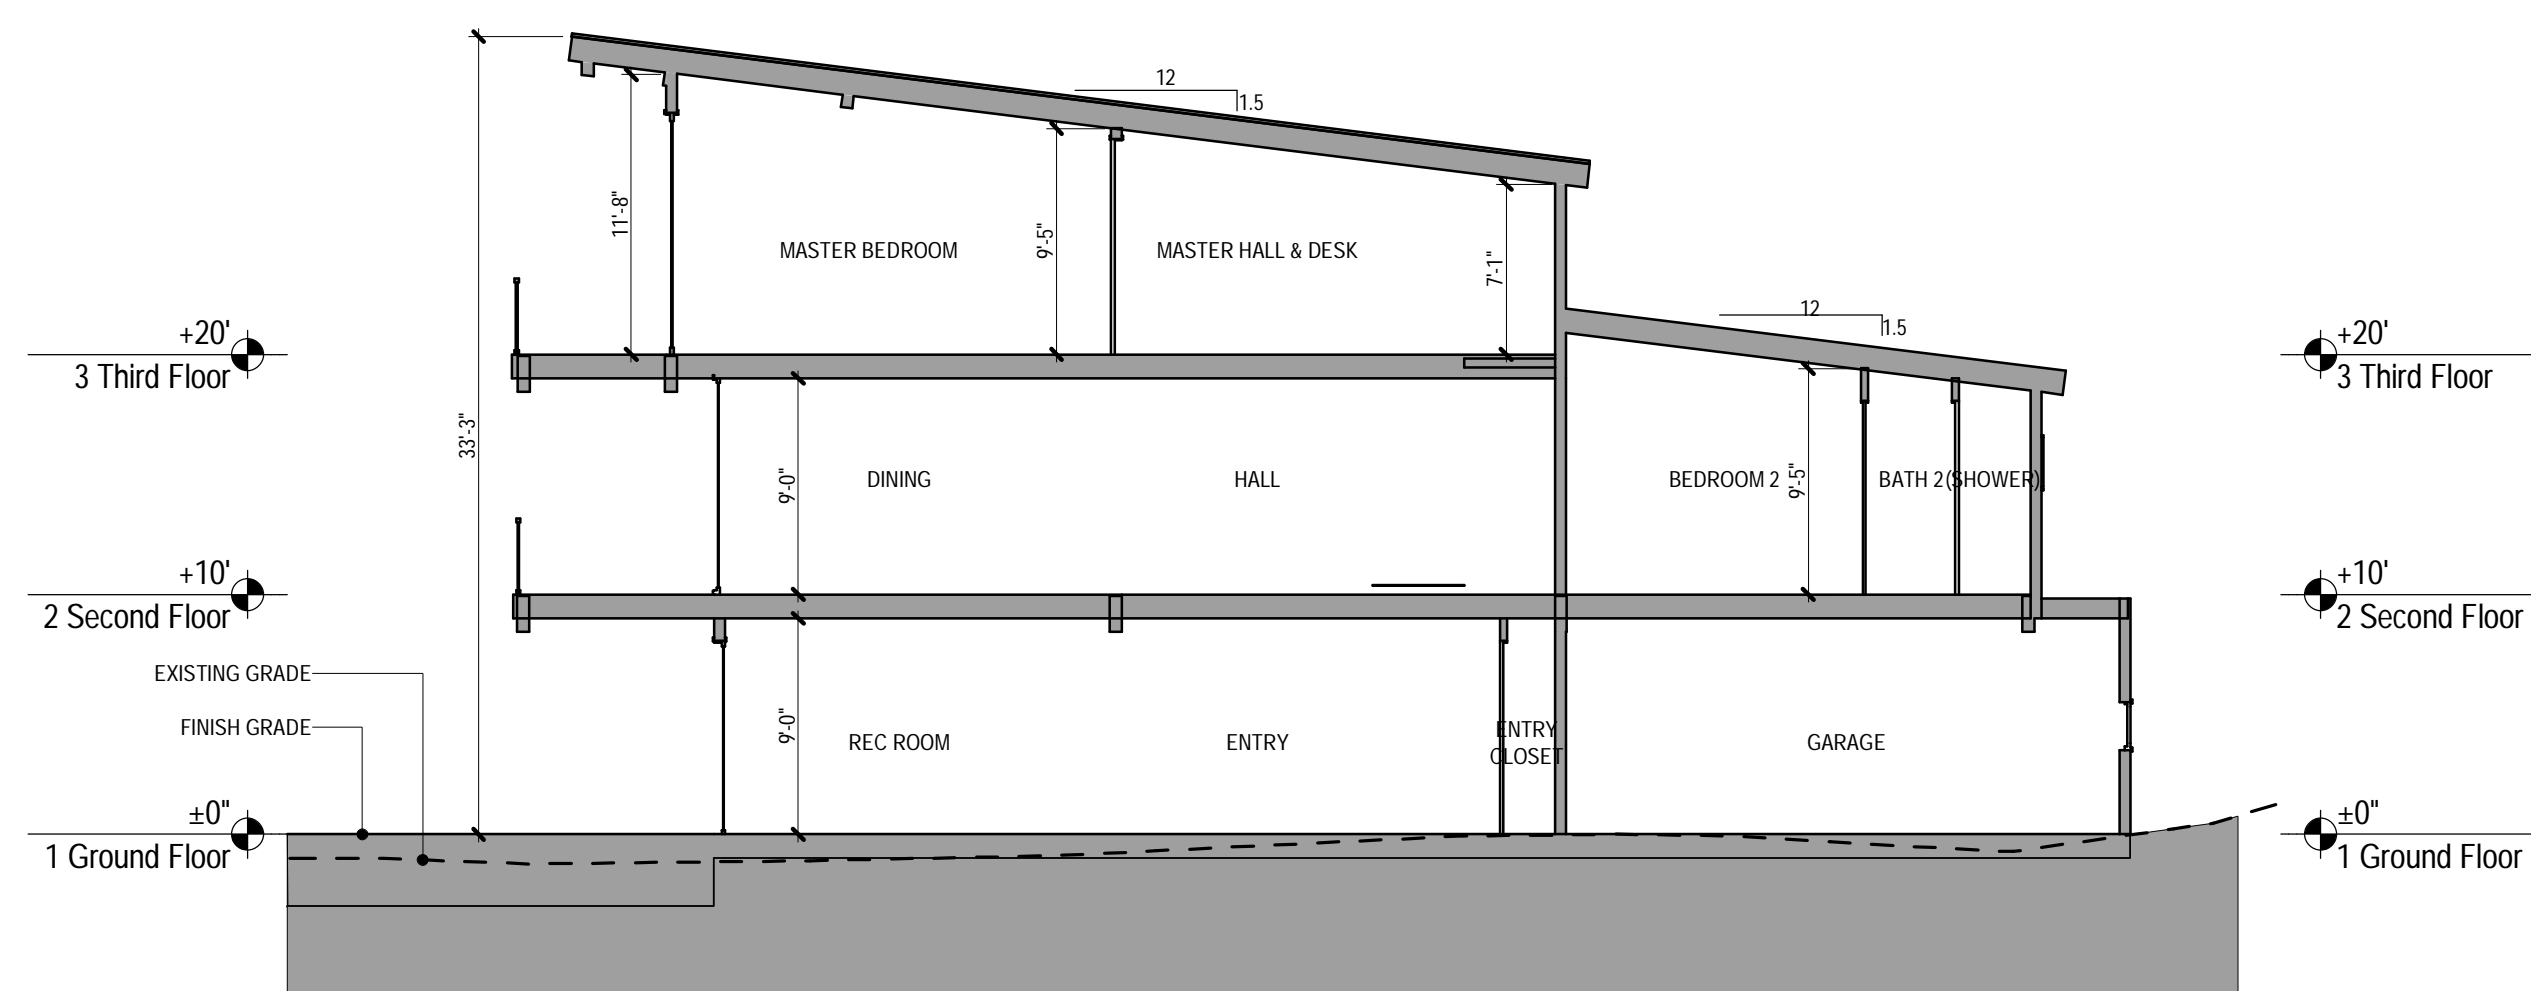 12
1.5
11'-8"
9'-5"
7'-1"
MASTER BEDROOM
MASTER HALL & DESK
12
1.5
+20'
3 Third Floor
+20'
3 Third Floor
33'-3"
9'-0"
DINING
HALL
BEDROOM 2
9'-5"
BATH 2(SHOWER)
+10'
2 Second Floor
+10'
2 Second Floor
EXISTING GRADE
FINISH GRADE
9'-0"
REC ROOM
ENTRY
ENTRY
CLOSET
GARAGE
±0"
1 Ground Floor
±0"
1 Ground Floor